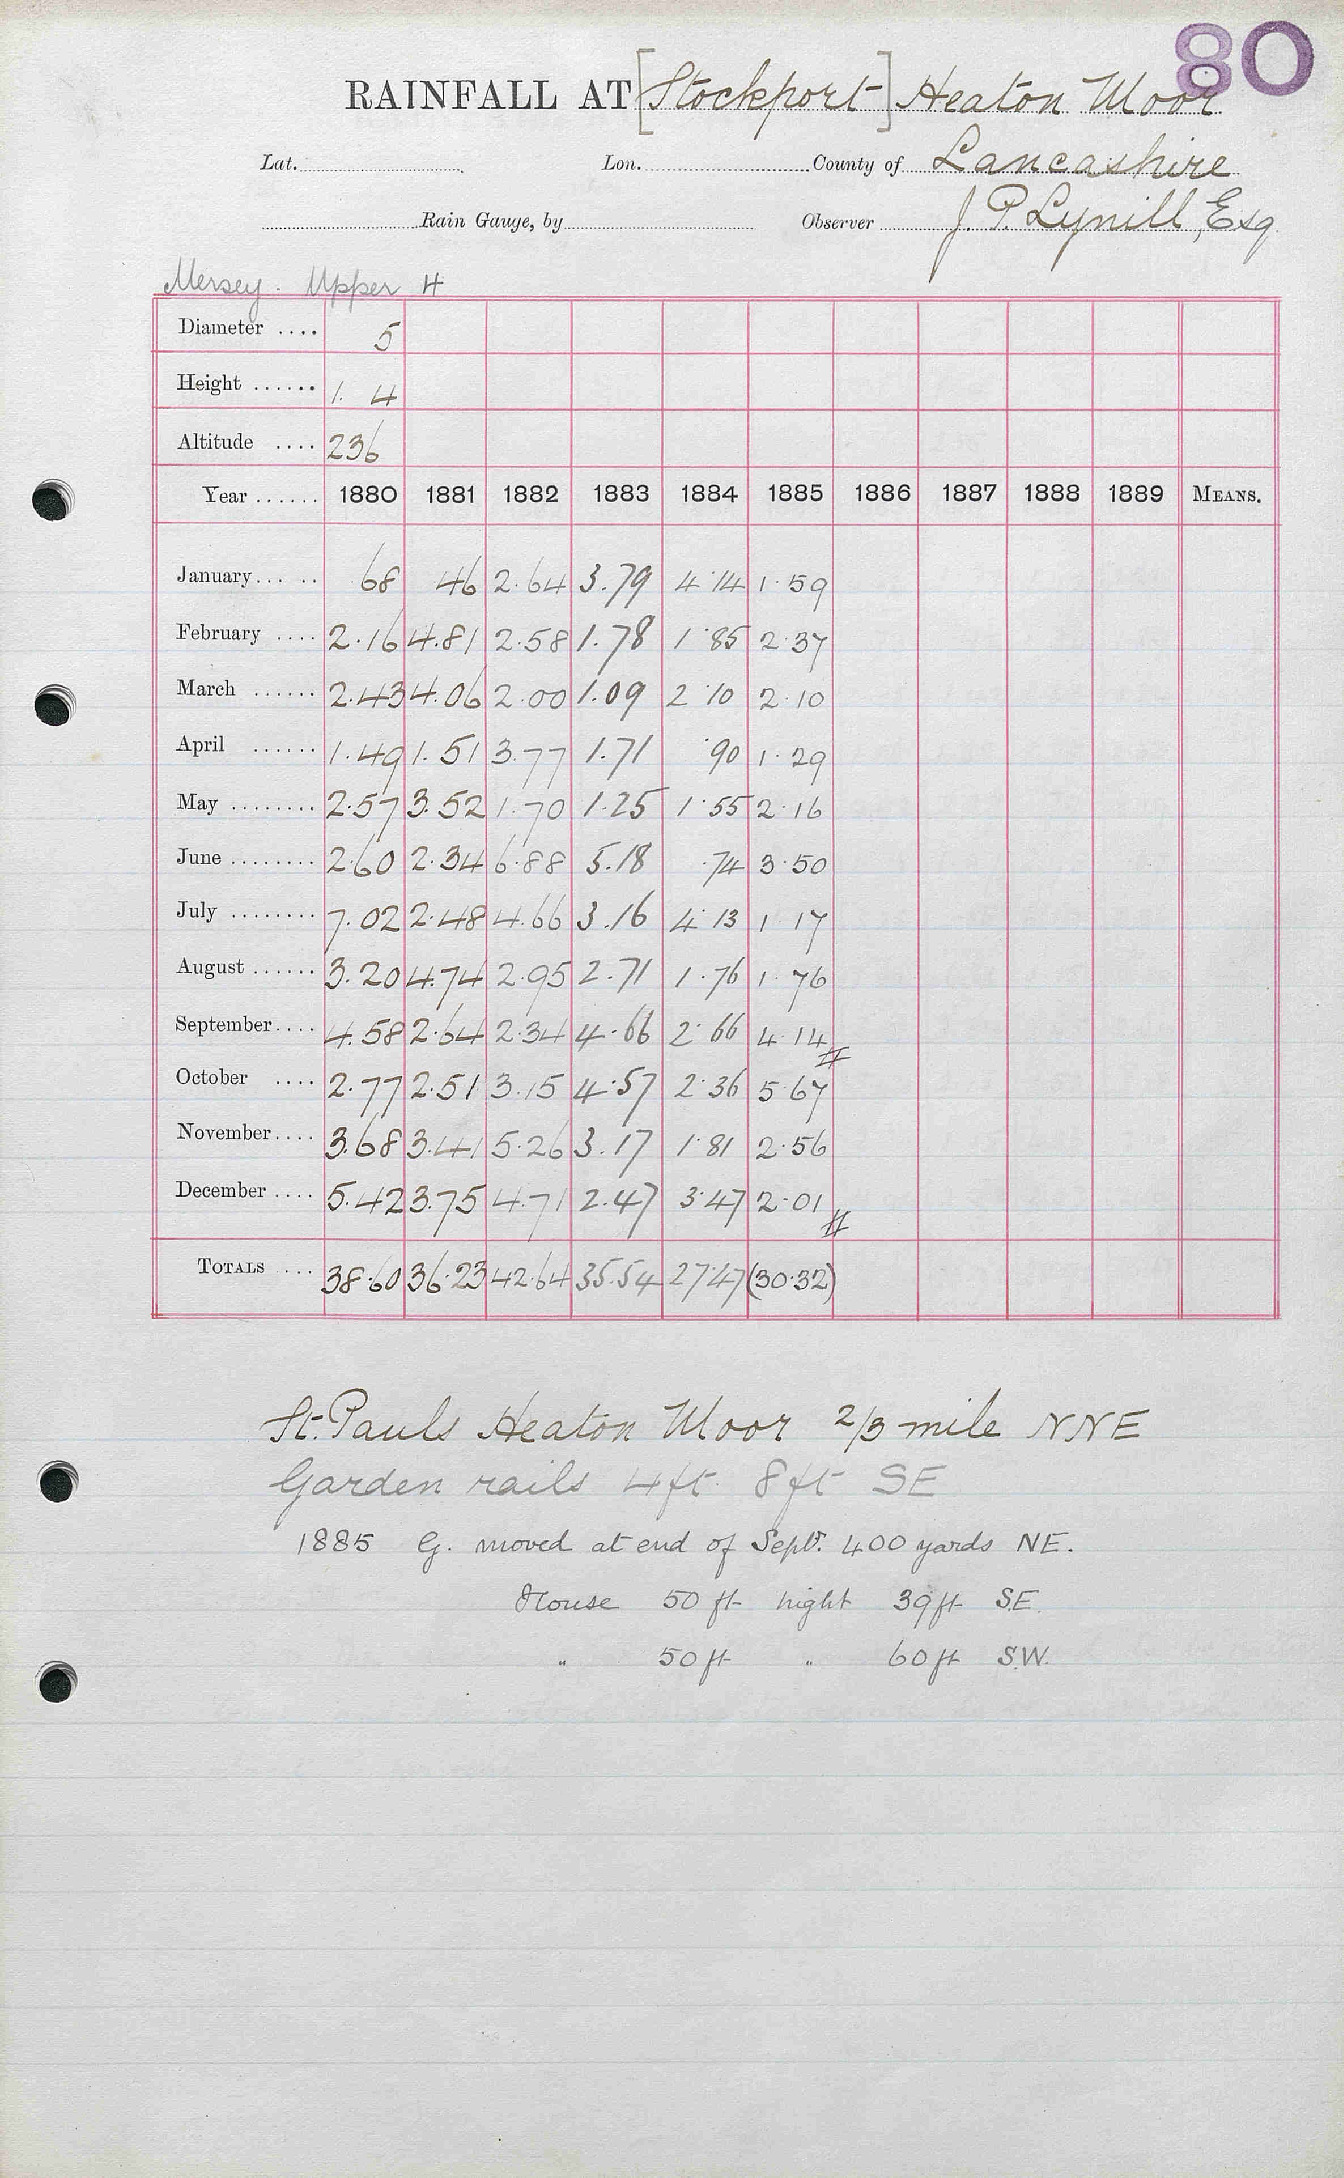 80
RAINFALL AT [Stockport] Heaton Moor
Lat. Lon. County of Lancashire
Rain Gauge, by Observer J. P. Lynill, Esq
Mersey. Upper H
Diameter .... 5
Height ...... 1. 4
Altitude .... 236
Year ...... 1880 1881 1882 1883 1884 1885 1886 1887 1888 1889 MEANS.
January... .. 68 46 2.64 3.79 4.14 1.59
February .... 2.16 4.81 2.58 1.78 1.85 2.37
March ...... 2.43 4.06 2.00 1.09 2.10 2.10
April ...... 1.49 1.51 3.77 1.71 .90 1.29
May ........ 2.57 3.52 1.70 1.25 1.55 2.16
June ........ 2.60 2.34 6.88 5.18 .74 3.50
July ........ 7.02 2.48 4.66 3.16 4.13 1.17
August ...... 3.20 4.74 2.95 2.71 1.76 1.76
September.... 4.58 2.64 2.34 4.66 2.66 4.14
October .... 2.77 2.51 3.15 4.57 2.36 5.67
November.... 3.68 3.41 5.26 3.17 1.81 2.56
December .... 5.42 3.75 4.71 2.47 3.47 2.01
TOTALS ... 38.60 36.23 42.64 35.54 27.47 (30.32)
St. Pauls Heaton Moor 2/3 mile NNE
Garden rails 4ft. 8ft SE
1885 G. moved at end of Septr. 400 yards NE.
House 50 ft hight 39ft SE.
" 50 ft " 60 ft S.W.